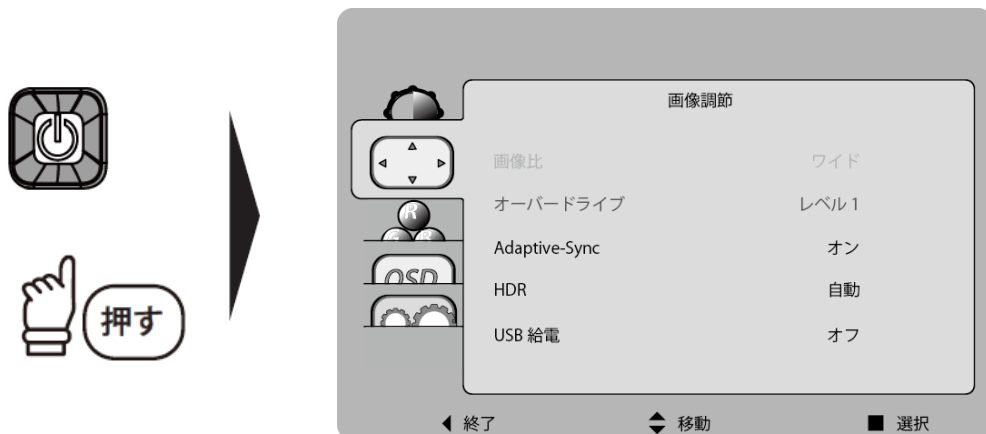 押す
画像調節
画像比 ワイド
オーバードライブ レベル 1
Adaptive-Sync オン
HDR 自動
USB 給電 オフ
R
G B
OSD
終了 移動 選択